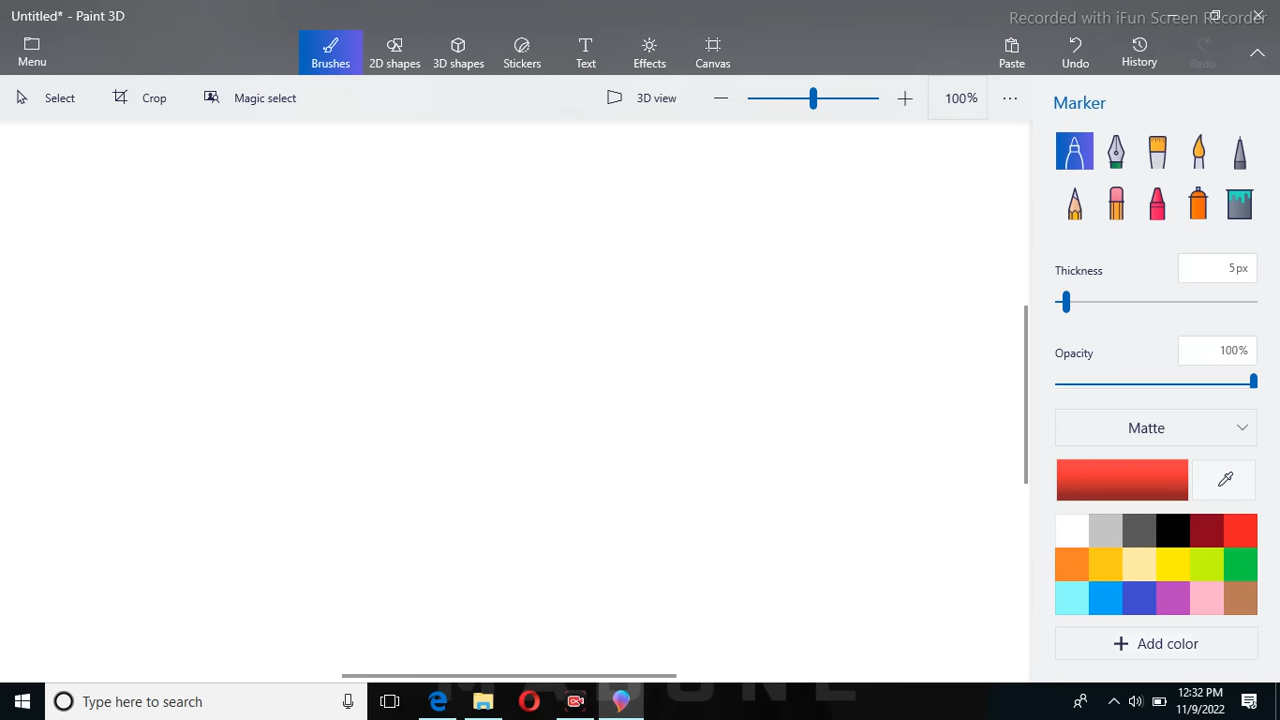 Untitled* - Paint 3D
Recorded with iFun Screen Recorder
Menu
Brushes
2D shapes
3D shapes
Stickers
Text
Effects
Canvas
Paste
Undo
History
Redo
Select
Crop
Magic select
3D view
100%
Marker
Thickness
5px
Opacity
100%
Matte
Add color
Type here to search
12:32 PM
11/9/2022